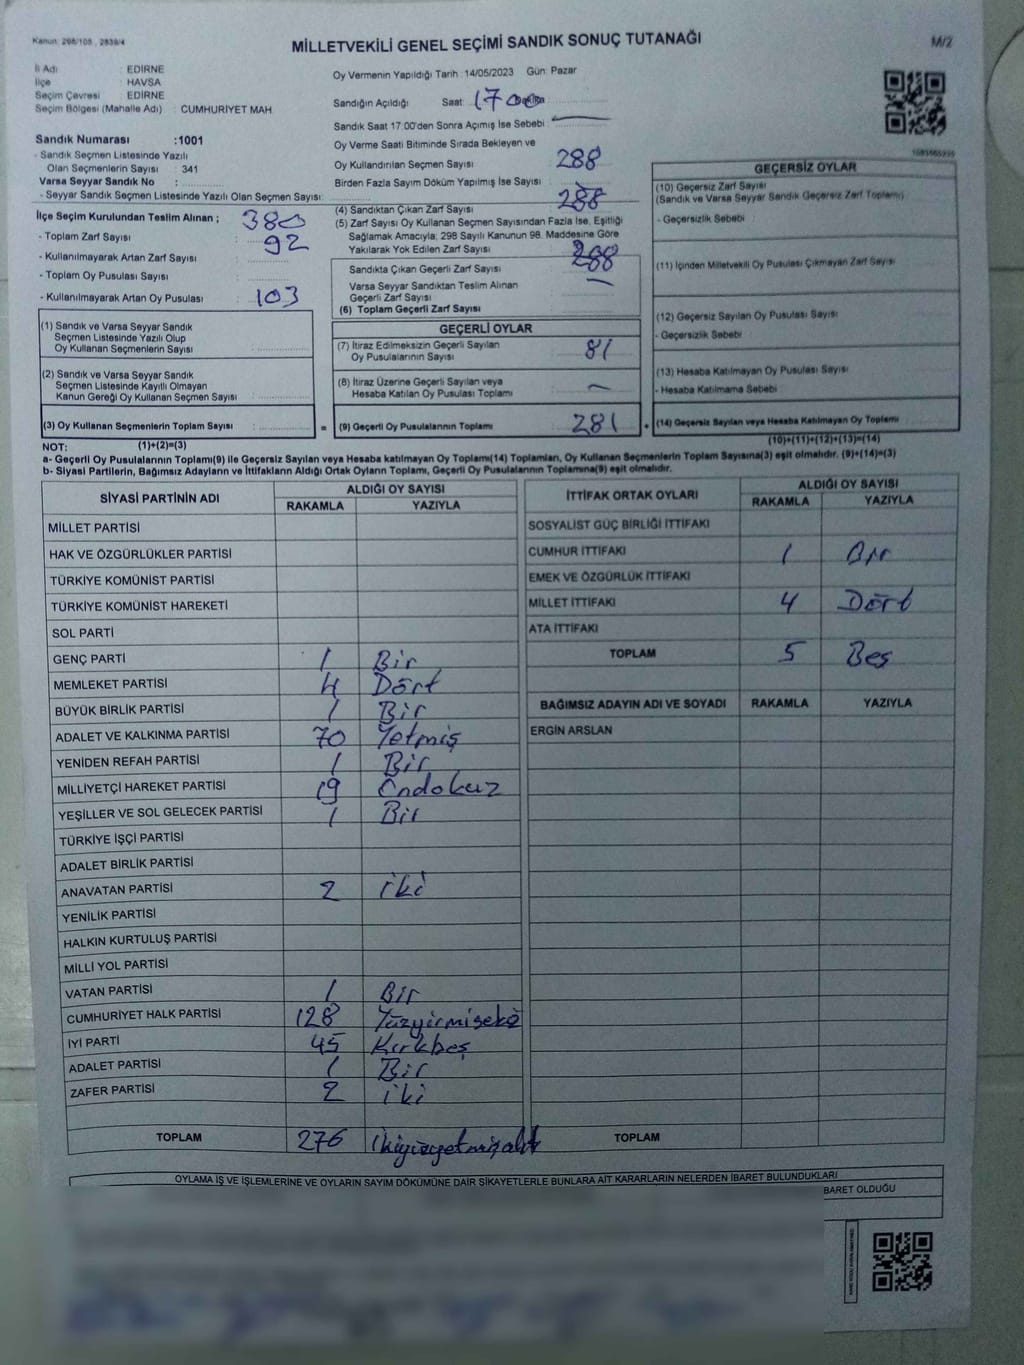 Kanun: 298/105 , 2839/4
MİLLETVEKİLİ GENEL SEÇİMİ SANDIK SONUÇ TUTANAĞI
M/2
İl Adı : EDİRNE
İlçe : HAVSA
Seçim Çevresi : EDİRNE
Seçim Bölgesi (Mahalle Adı) : CUMHURİYET MAH
Sandık Numarası :1001
- Sandık Seçmen Listesinde Yazılı
Olan Seçmenlerin Sayısı : 341
Varsa Seyyar Sandık No :
- Seyyar Sandık Seçmen Listesinde Yazılı Olan Seçmen Sayısı:
İlçe Seçim Kurulundan Teslim Alınan ;
- Toplam Zarf Sayısı : 380
- Kullanılmayarak Artan Zarf Sayısı : 92
- Toplam Oy Pusulası Sayısı :
- Kullanılmayarak Artan Oy Pusulası : 103
(1) Sandık ve Varsa Seyyar Sandık
Seçmen Listesinde Yazılı Olup
Oy Kullanan Seçmenlerin Sayısı :
(2) Sandık ve Varsa Seyyar Sandık
Seçmen Listesinde Kayıtlı Olmayan
Kanun Gereği Oy Kullanan Seçmen Sayısı :
(3) Oy Kullanan Seçmenlerin Toplam Sayısı :
(1)+(2)=(3)
Oy Vermenin Yapıldığı Tarih :14/05/2023 Gün: Pazar
Sandığın Açıldığı Saat: 1700
Sandık Saat 17:00'den Sonra Açımış İse Sebebi :
Oy Verme Saati Bitiminde Sırada Bekleyen ve
Oy Kullandırılan Seçmen Sayısı : 288
Birden Fazla Sayım Döküm Yapılmış İse Sayısı : 288
(4) Sandıktan Çıkan Zarf Sayısı
(5) Zarf Sayısı Oy Kullanan Seçmen Sayısından Fazla İse, Eşitliği
Sağlamak Amacıyla, 298 Sayılı Kanunun 98. Maddesine Göre
Yakılarak Yok Edilen Zarf Sayısı : 288
Sandıkta Çıkan Geçerli Zarf Sayısı :
Varsa Seyyar Sandıktan Teslim Alınan
Geçerli Zarf Sayısı : —
(6) Toplam Geçerli Zarf Sayısı :
GEÇERLİ OYLAR
(7) İtiraz Edilmeksizin Geçerli Sayılan
Oy Pusulalarının Sayısı : 81
(8) İtiraz Üzerine Geçerli Sayılan veya
Hesaba Katılan Oy Pusulası Toplamı : —
= (9) Geçerli Oy Pusulalarının Toplamı : 281 +
GEÇERSİZ OYLAR
(10) Geçersiz Zarf Sayısı
(Sandık ve Varsa Seyyar Sandık Geçersiz Zarf Toplamı)
- Geçersizlik Sebebi :
(11) İçinden Milletvekili Oy Pusulası Çıkmayan Zarf Sayısı
(12) Geçersiz Sayılan Oy Pusulası Sayısı
- Geçersizlik Sebebi :
(13) Hesaba Katılmayan Oy Pusulası Sayısı
- Hesaba Katılmama Sebebi :
(14) Geçersiz Sayılan veya Hesaba Katılmayan Oy Toplamı
(10)+(11)+(12)+(13)=(14)
NOT:
a- Geçerli Oy Pusulalarının Toplamı(9) ile Geçersiz Sayılan veya Hesaba katılmayan Oy Toplamı(14) Toplamları, Oy Kullanan Seçmenlerin Toplam Sayısına(3) eşit olmalıdır. (9)+(14)=(3)
b- Siyasi Partilerin, Bağımsız Adayların ve İttifakların Aldığı Ortak Oyların Toplamı, Geçerli Oy Pusulalarının Toplamına(9) eşit olmalıdır.
SİYASİ PARTİNİN ADI ALDIĞI OY SAYISI
RAKAMLA YAZIYLA
MİLLET PARTİSİ
HAK VE ÖZGÜRLÜKLER PARTİSİ
TÜRKİYE KOMÜNİST PARTİSİ
TÜRKİYE KOMÜNİST HAREKETİ
SOL PARTİ
GENÇ PARTİ 1 Bir
MEMLEKET PARTİSİ 4 Dört
BÜYÜK BİRLİK PARTİSİ 1 Bir
ADALET VE KALKINMA PARTİSİ 70 Yetmiş
YENİDEN REFAH PARTİSİ 1 Bir
MİLLİYETÇİ HAREKET PARTİSİ 19 Ondokuz
YEŞİLLER VE SOL GELECEK PARTİSİ 1 Bir
TÜRKİYE İŞÇİ PARTİSİ
ADALET BİRLİK PARTİSİ
ANAVATAN PARTİSİ 2 iki
YENİLİK PARTİSİ
HALKIN KURTULUŞ PARTİSİ
MİLLİ YOL PARTİSİ
VATAN PARTİSİ 1 Bir
CUMHURİYET HALK PARTİSİ 128 Yüzyirmisekiz
İYİ PARTİ 45 Kırkbeş
ADALET PARTİSİ 1 Bir
ZAFER PARTİSİ 2 iki
TOPLAM 276 ikiyüzyetmişaltı
İTTİFAK ORTAK OYLARI ALDIĞI OY SAYISI
RAKAMLA YAZIYLA
SOSYALİST GÜÇ BİRLİĞİ İTTİFAKI
CUMHUR İTTİFAKI 1 Bir
EMEK VE ÖZGÜRLÜK İTTİFAKI
MİLLET İTTİFAKI 4 Dört
ATA İTTİFAKI
TOPLAM 5 Beş
BAĞIMSIZ ADAYIN ADI VE SOYADI RAKAMLA YAZIYLA
ERGİN ARSLAN
TOPLAM
OYLAMA İŞ VE İŞLEMLERİNE VE OYLARIN SAYIM DÖKÜMÜNE DAİR ŞİKAYETLERLE BUNLARA AİT KARARLARIN NELERDEN İBARET BULUNDUKLARI
BARET OLDUĞU